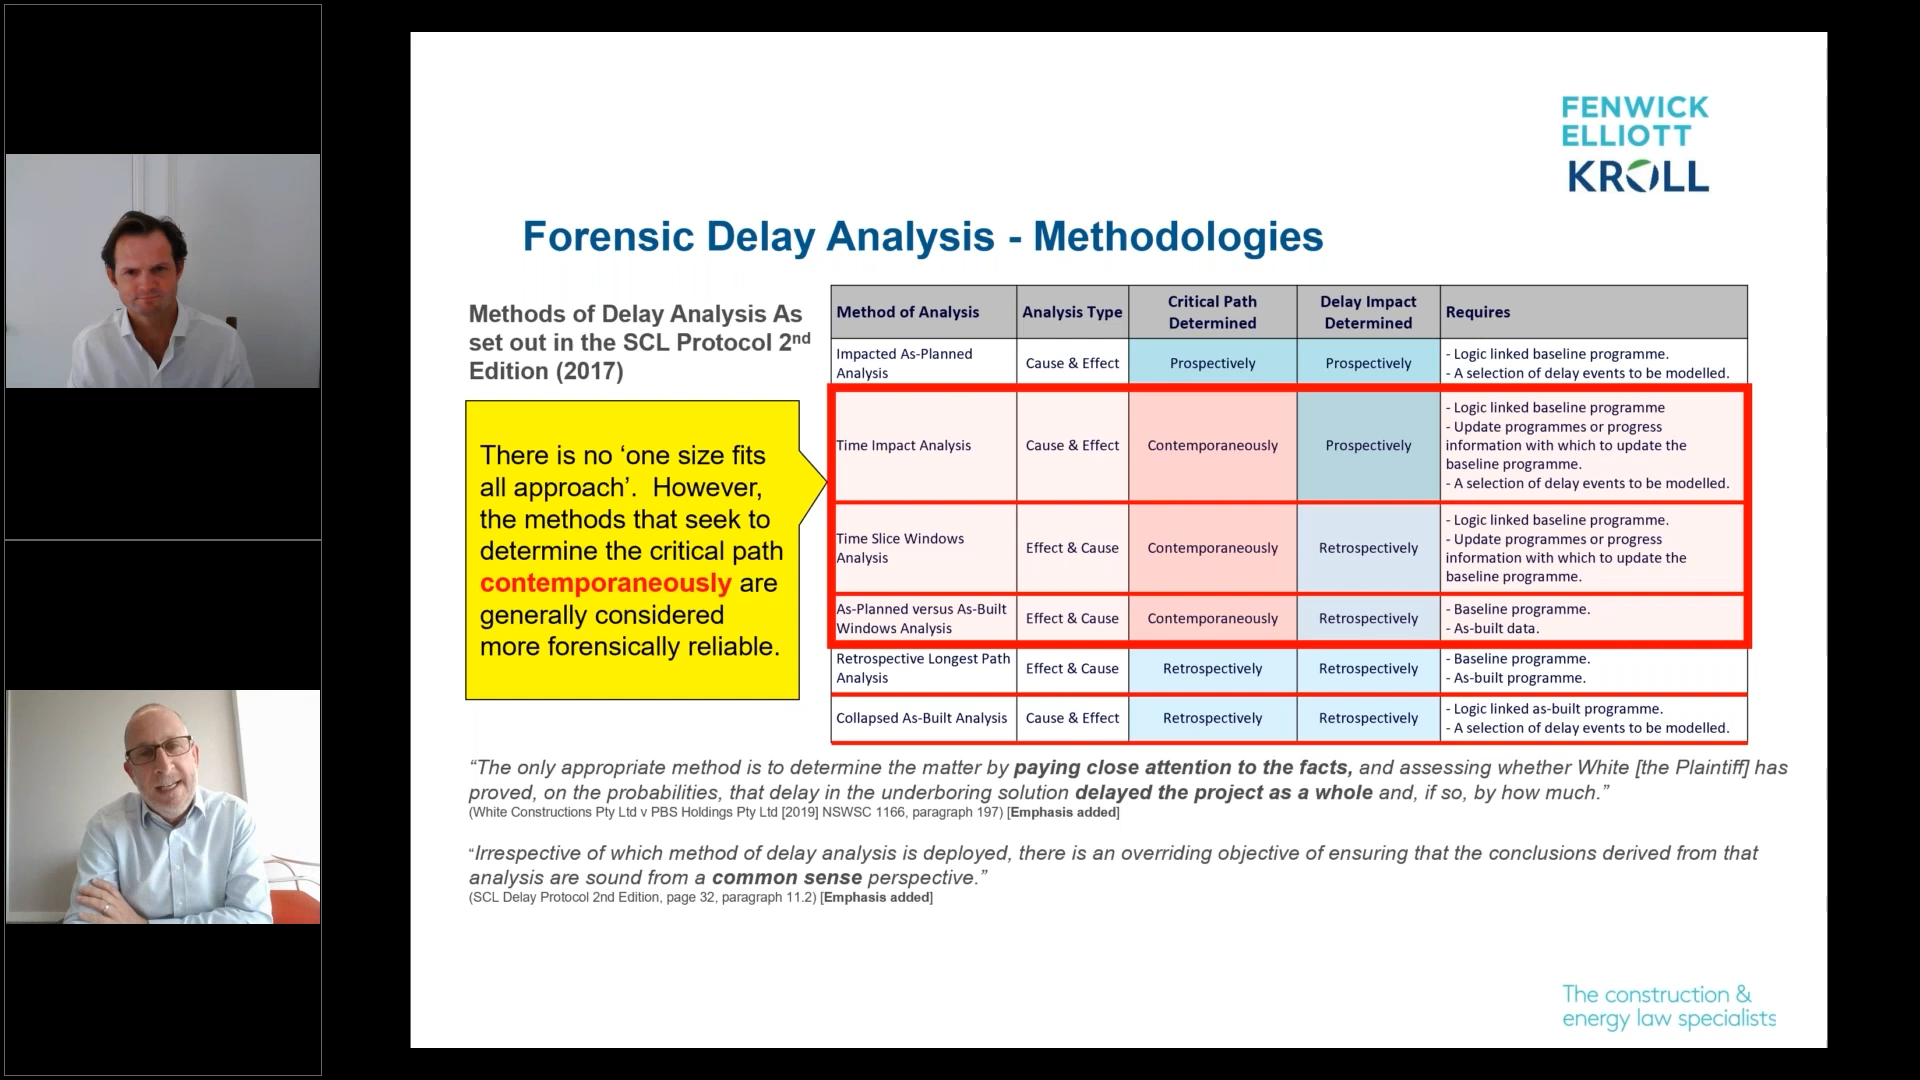 FENWICK
ELLIOTT
KROLL
Forensic Delay Analysis - Methodologies
Methods of Delay Analysis As
set out in the SCL Protocol 2nd
Edition (2017)
There is no ‘one size fits
all approach’. However,
the methods that seek to
determine the critical path
contemporaneously are
generally considered
more forensically reliable.
Method of Analysis
Analysis Type
Critical Path
Determined
Delay Impact
Determined
Requires
Impacted As-Planned
Analysis
Cause & Effect
Prospectively
Prospectively
- Logic linked baseline programme.
- A selection of delay events to be modelled.
Time Impact Analysis
Cause & Effect
Contemporaneously
Prospectively
- Logic linked baseline programme
- Update programmes or progress
information with which to update the
baseline programme.
- A selection of delay events to be modelled.
Time Slice Windows
Analysis
Effect & Cause
Contemporaneously
Retrospectively
- Logic linked baseline programme.
- Update programmes or progress
information with which to update the
baseline programme.
As-Planned versus As-Built
Windows Analysis
Effect & Cause
Contemporaneously
Retrospectively
- Baseline programme.
- As-built data.
Retrospective Longest Path
Analysis
Effect & Cause
Retrospectively
Retrospectively
- Baseline programme.
- As-built programme.
Collapsed As-Built Analysis
Cause & Effect
Retrospectively
Retrospectively
- Logic linked as-built programme.
- A selection of delay events to be modelled.
“The only appropriate method is to determine the matter by paying close attention to the facts, and assessing whether White [the Plaintiff] has
proved, on the probabilities, that delay in the underboring solution delayed the project as a whole and, if so, by how much.”
(White Constructions Pty Ltd v PBS Holdings Pty Ltd [2019] NSWSC 1166, paragraph 197) [Emphasis added]
“Irrespective of which method of delay analysis is deployed, there is an overriding objective of ensuring that the conclusions derived from that
analysis are sound from a common sense perspective.”
(SCL Delay Protocol 2nd Edition, page 32, paragraph 11.2) [Emphasis added]
The construction &
energy law specialists